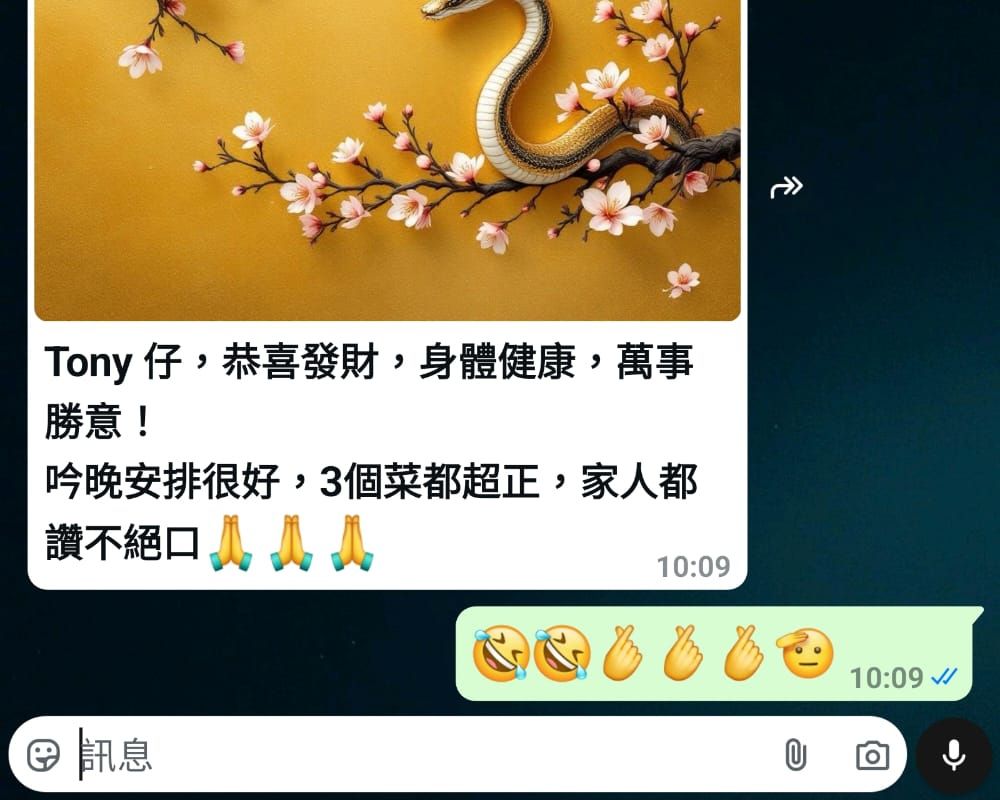 Tony 仔，恭喜發財，身體健康，萬事
勝意！
吟晚安排很好，3個菜都超正，家人都
讚不絕口🙏🙏🙏
10:09
🤣🤣🫰🫰🫰🫡
10:09
訊息